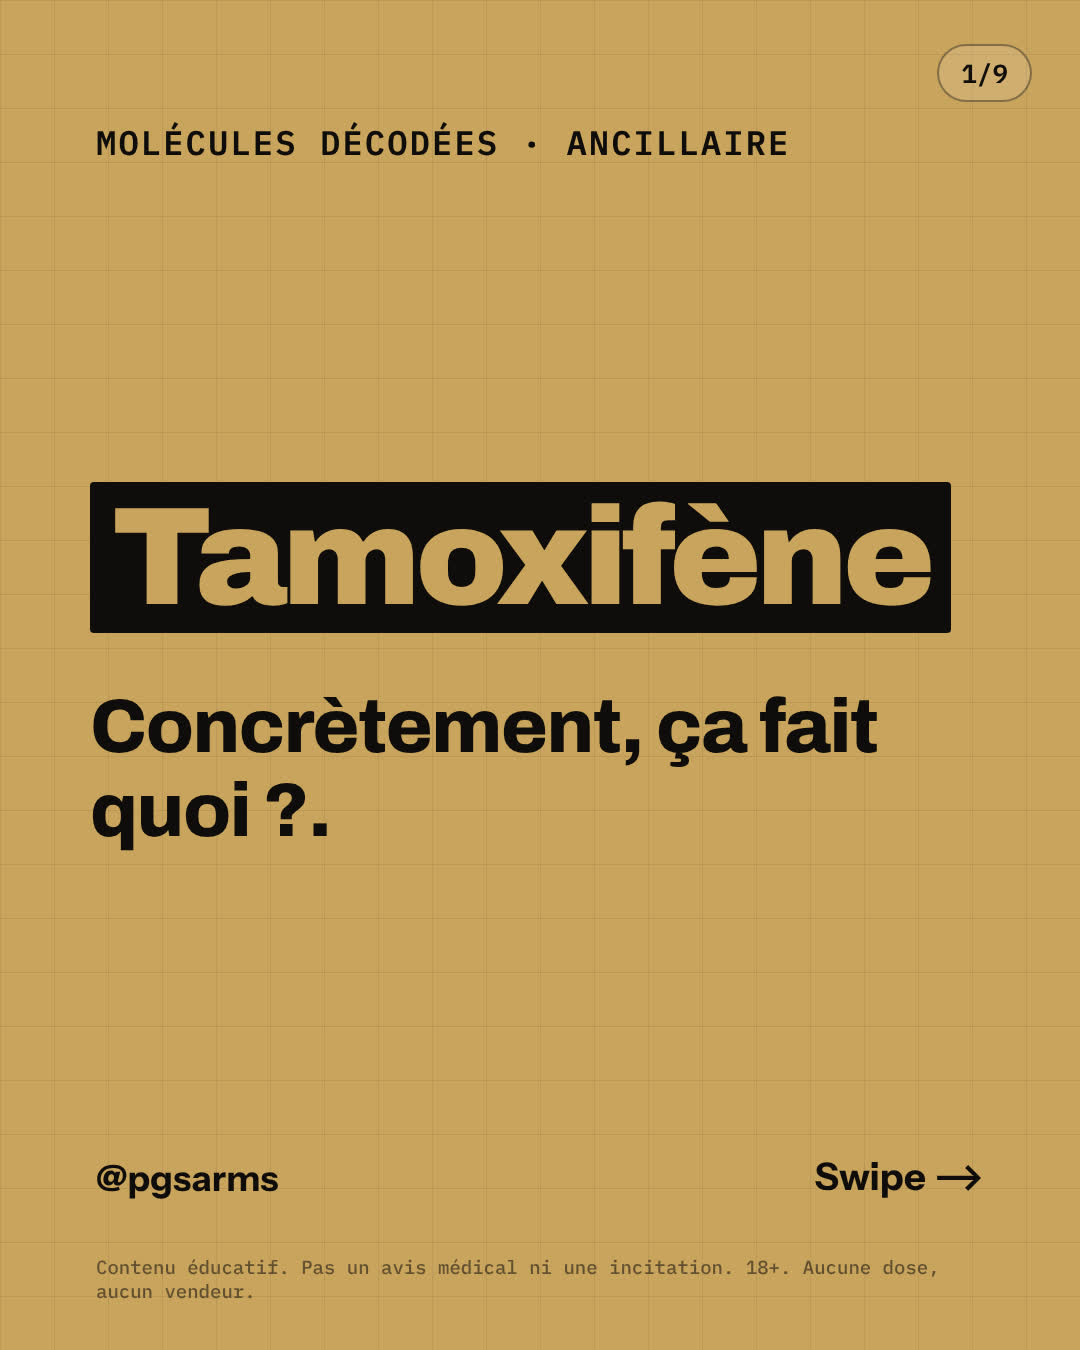 1/9
MOLÉCULES DÉCODÉES · ANCILLAIRE
Tamoxifène
Concrètement, ça fait
quoi ?.
@pgsarms
Swipe →
Contenu éducatif. Pas un avis médical ni une incitation. 18+. Aucune dose,
aucun vendeur.